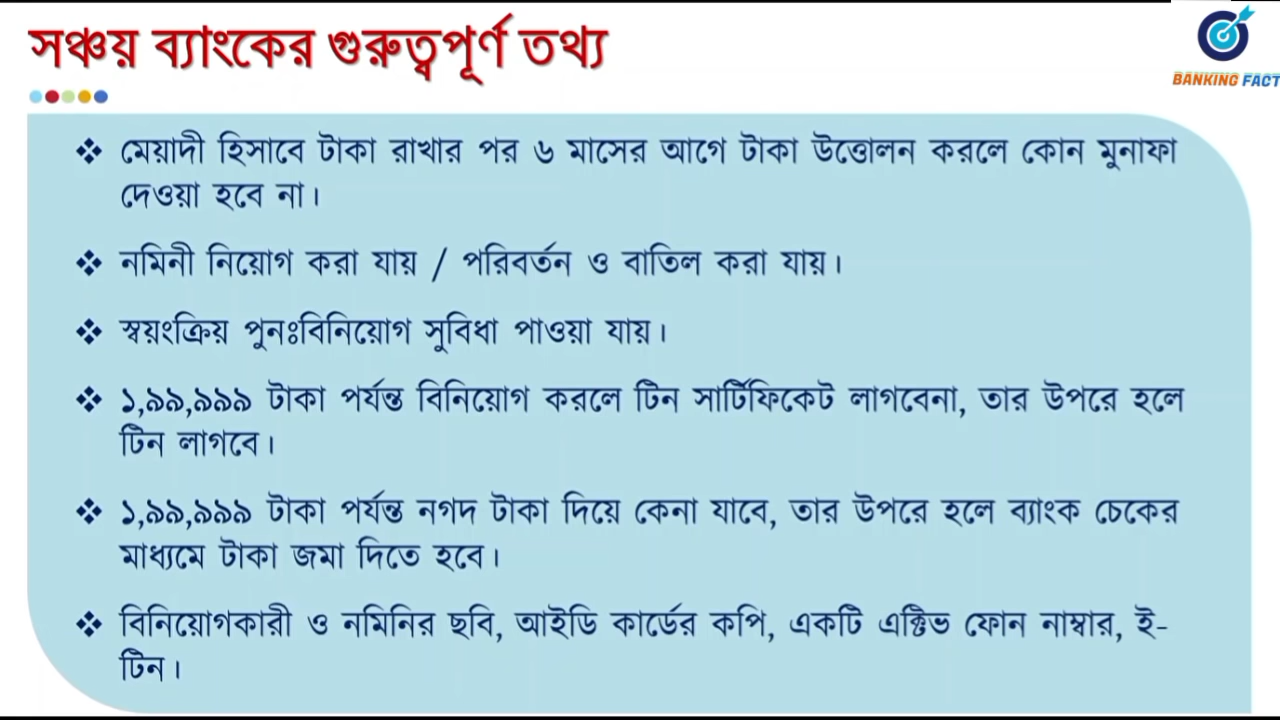 সঞ্চয় ব্যাংকের গুরুত্বপূর্ণ তথ্য
BANKING FACT
❖ মেয়াদী হিসাবে টাকা রাখার পর ৬ মাসের আগে টাকা উত্তোলন করলে কোন মুনাফা
দেওয়া হবে না।
❖ নমিনী নিয়োগ করা যায় / পরিবর্তন ও বাতিল করা যায়।
❖ স্বয়ংক্রিয় পুনঃবিনিয়োগ সুবিধা পাওয়া যায়।
❖ ১,৯৯,৯৯৯ টাকা পর্যন্ত বিনিয়োগ করলে টিন সার্টিফিকেট লাগবেনা, তার উপরে হলে
টিন লাগবে।
❖ ১,৯৯,৯৯৯ টাকা পর্যন্ত নগদ টাকা দিয়ে কেনা যাবে, তার উপরে হলে ব্যাংক চেকের
মাধ্যমে টাকা জমা দিতে হবে।
❖ বিনিয়োগকারী ও নমিনির ছবি, আইডি কার্ডের কপি, একটি এক্টিভ ফোন নাম্বার, ই-
টিন।